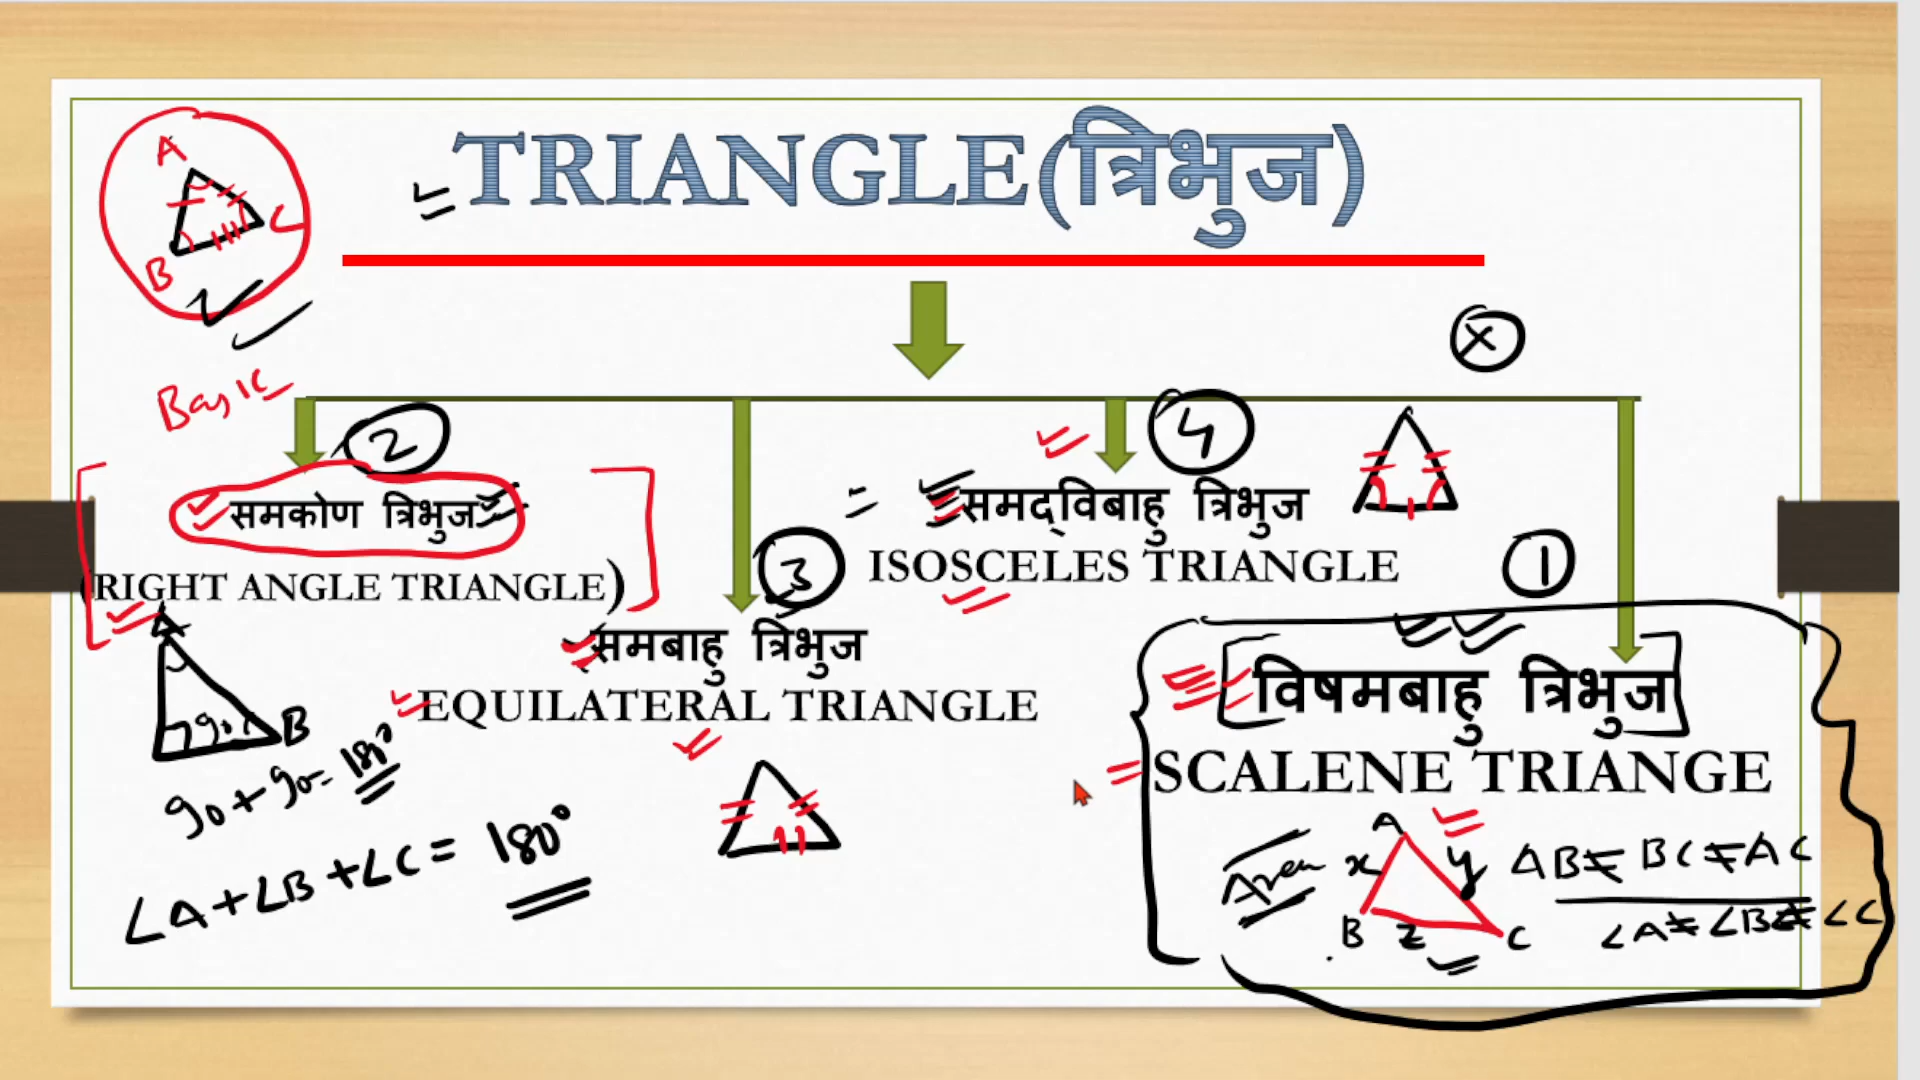 TRIANGLE(त्रिभुज)
A
B
C
Basic
2
4
X
समकोण त्रिभुज
(RIGHT ANGLE TRIANGLE)
समद्विबाहु त्रिभुज
ISOSCELES TRIANGLE
3
1
समबाहु त्रिभुज
EQUILATERAL TRIANGLE
विषमबाहु त्रिभुज
SCALENE TRIANGE
A
B
90+90=180°
∠A+∠B+∠C= 180°
Area
A
x
y
B
z
C
AB≠BC≠AC
∠A≠∠B≠∠C